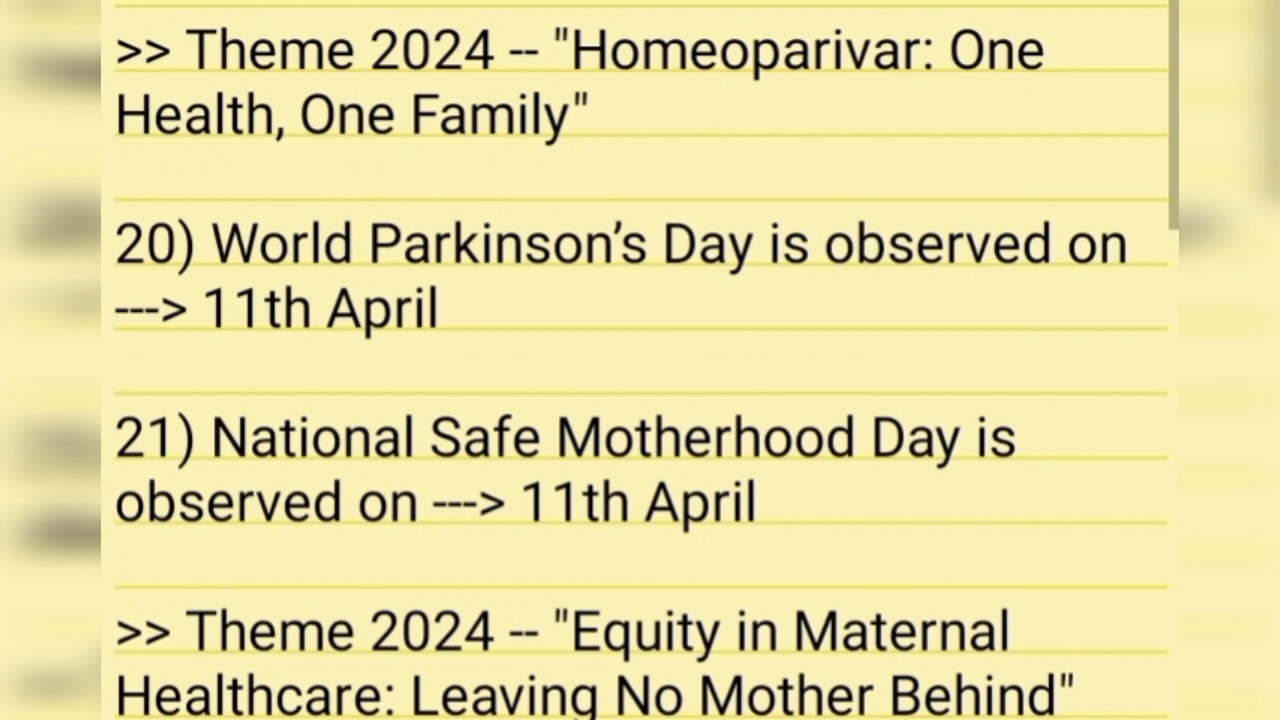 >> Theme 2024 -- "Homeoparivar: One
Health, One Family"
20) World Parkinson’s Day is observed on
---> 11th April
21) National Safe Motherhood Day is
observed on ---> 11th April
>> Theme 2024 -- "Equity in Maternal
Healthcare: Leaving No Mother Behind"